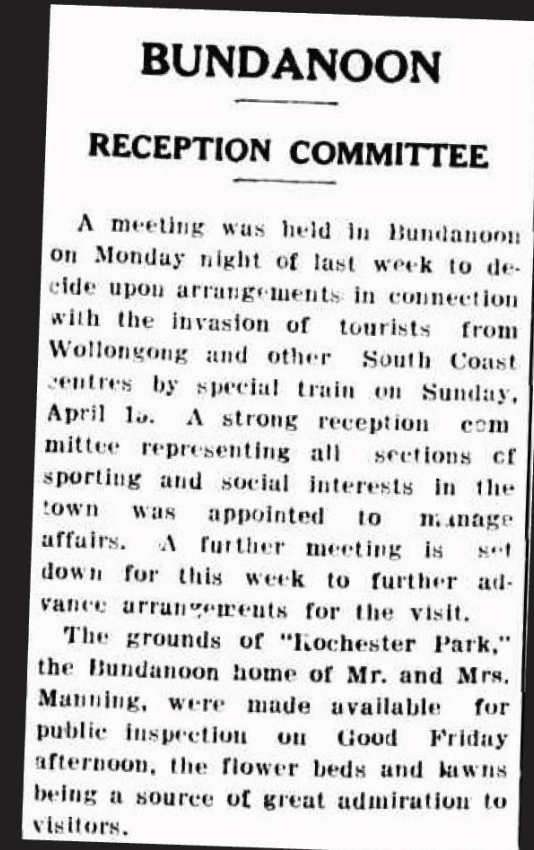 BUNDANOON
RECEPTION COMMITTEE
A meeting was held in Bundanoon
on Monday night of last week to de-
cide upon arrangements in connection
with the invasion of tourists from
Wollongong and other South Coast
centres by special train on Sunday,
April 15. A strong reception com
mittee representing all sections of
sporting and social interests in the
town was appointed to manage
affairs. A further meeting is set
down for this week to further ad-
vance arrangements for the visit.
The grounds of "Rochester Park,"
the Bundanoon home of Mr. and Mrs.
Manning, were made available for
public inspection on Good Friday
afternoon, the flower beds and lawns
being a source of great admiration to
visitors.